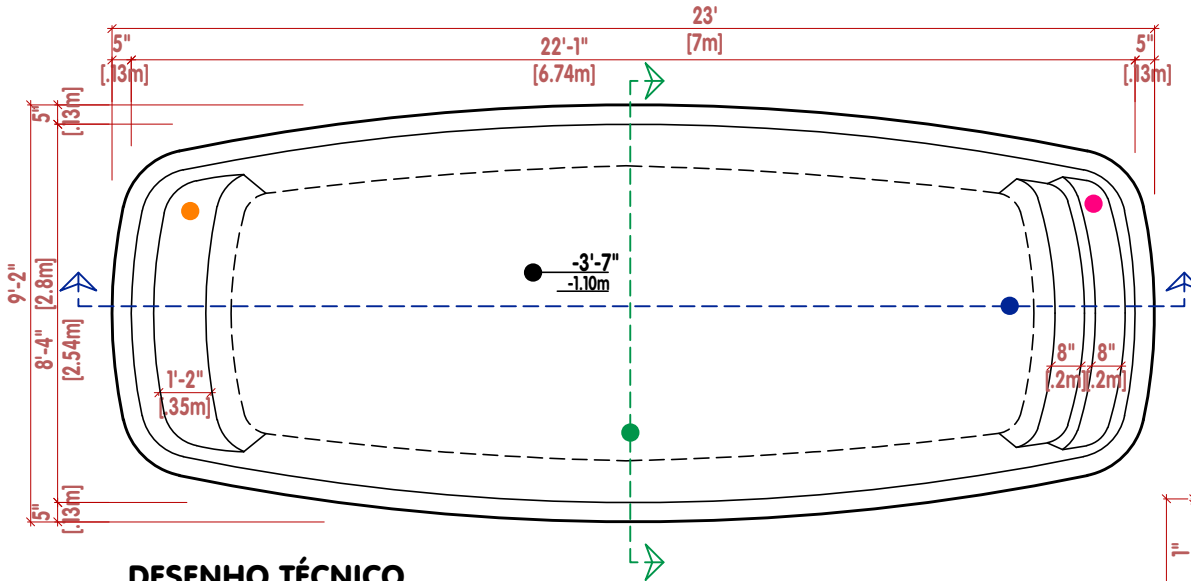 23'
[7m]
5"
[.13m]
22'-1"
[6.74m]
5"
[.13m]
5"
[.13m]
9'-2"
[2.8m]
8'-4"
[2.54m]
5"
[.13m]
-3'-7"
-1.10m
1'-2"
[.35m]
8"
[.2m]
8"
[.2m]
1"
DESENHO TÉCNICO